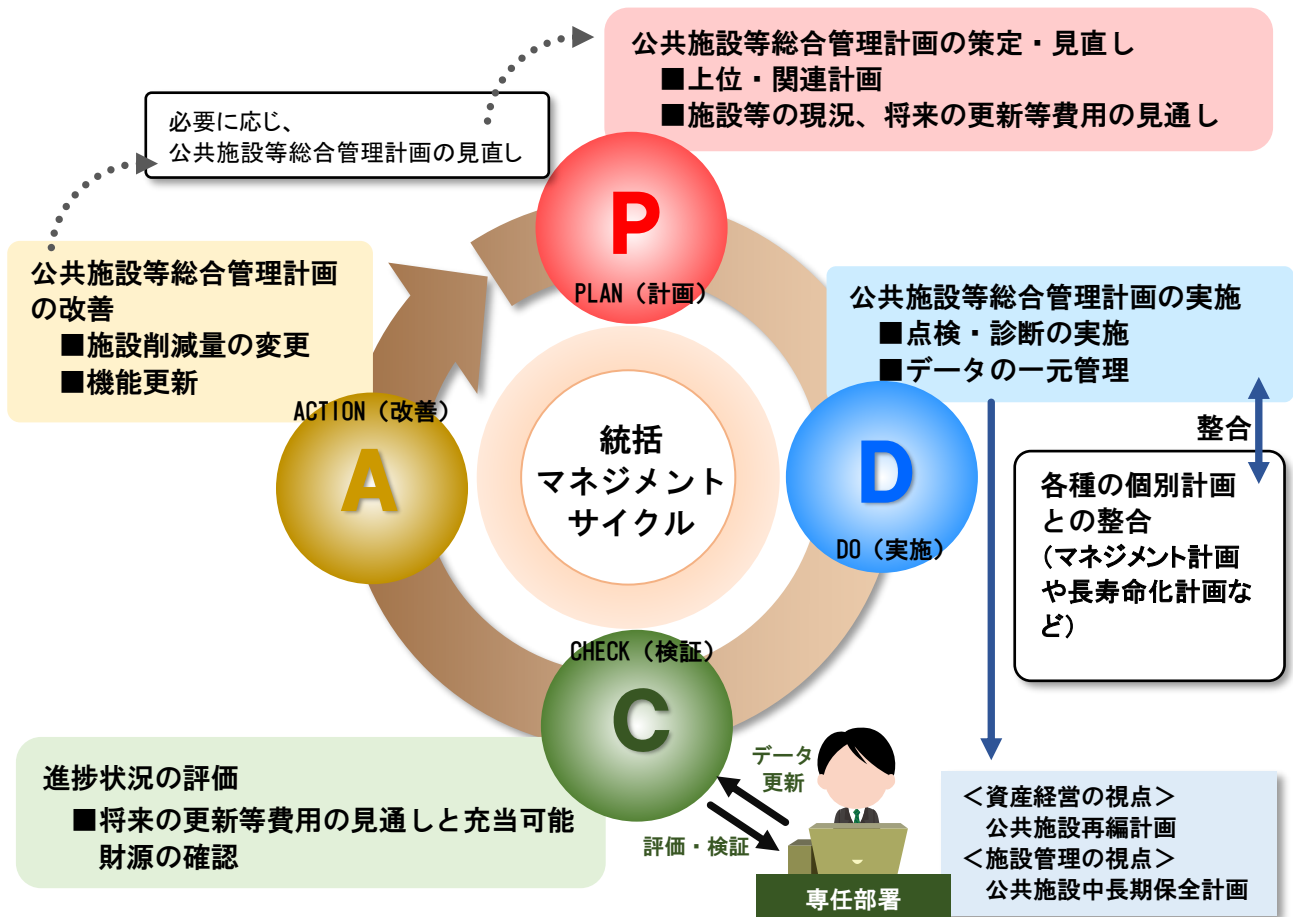 公共施設等総合管理計画の策定・見直し
■上位・関連計画
■施設等の現況、将来の更新等費用の見通し
必要に応じ、
公共施設等総合管理計画の見直し
P
PLAN（計画）
公共施設等総合管理計画
の改善
■施設削減量の変更
■機能更新
ACTION（改善）
A
公共施設等総合管理計画の実施
■点検・診断の実施
■データの一元管理
整合
D
DO（実施）
統括
マネジメント
サイクル
各種の個別計画
との整合
（マネジメント計画
や長寿命化計画な
ど）
CHECK（検証）
C
進捗状況の評価
■将来の更新等費用の見通しと充当可能
財源の確認
データ
更新
評価・検証
専任部署
＜資産経営の視点＞
公共施設再編計画
＜施設管理の視点＞
公共施設中長期保全計画